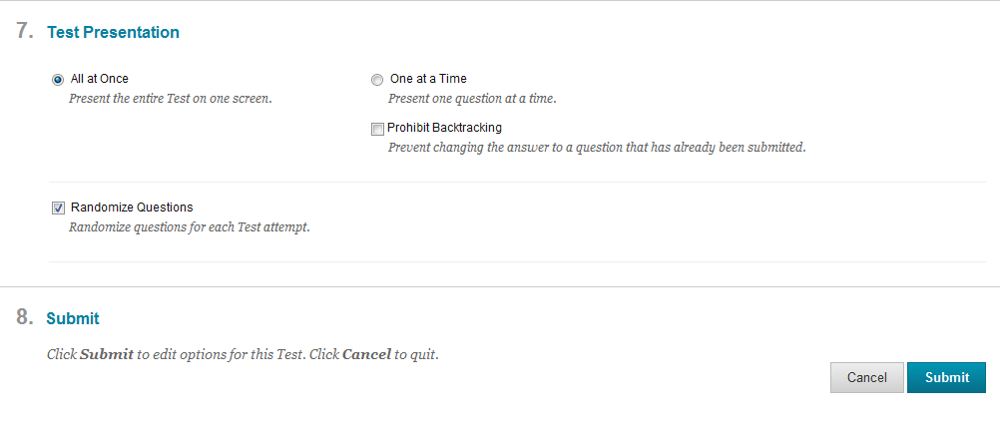 7. Test Presentation
All at Once
Present the entire Test on one screen.
One at a Time
Present one question at a time.
Prohibit Backtracking
Prevent changing the answer to a question that has already been submitted.
Randomize Questions
Randomize questions for each Test attempt.
8. Submit
Click Submit to edit options for this Test. Click Cancel to quit.
Cancel Submit